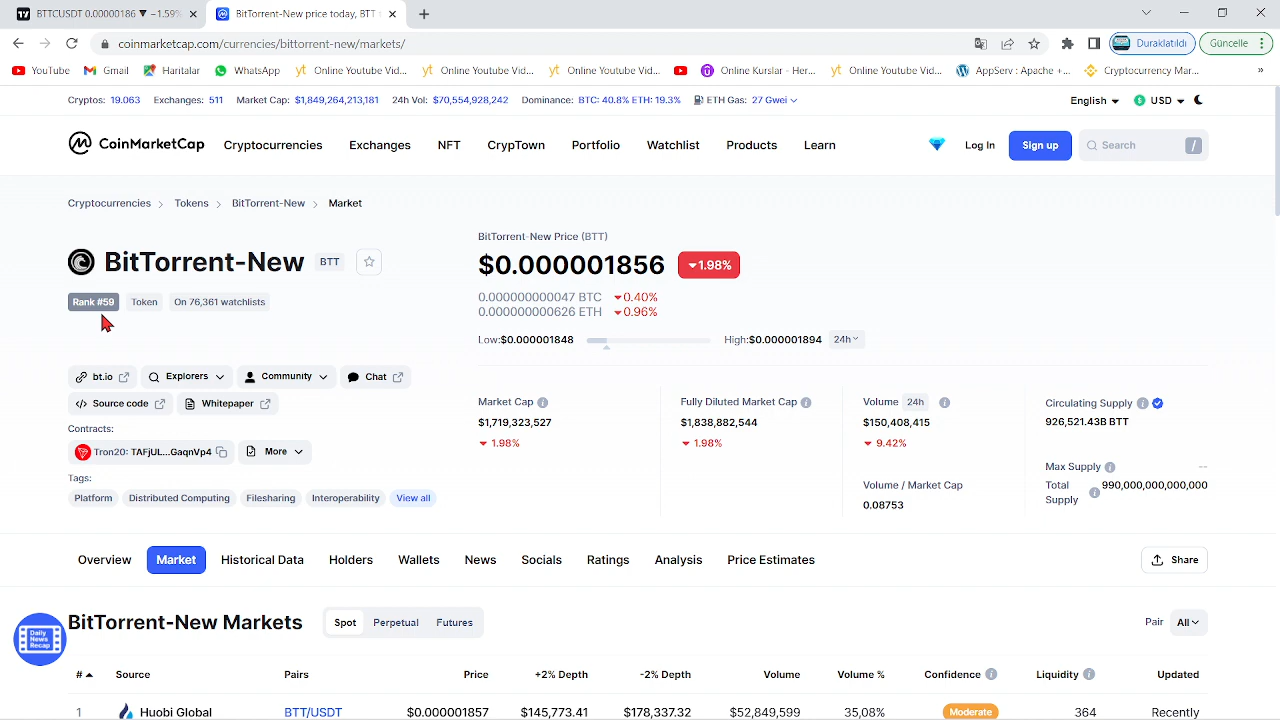 BTTCUSDT 0.00000186 ▼ −1.59%
BitTorrent-New price today, BTT
coinmarketcap.com/currencies/bittorrent-new/markets/
Duraklatıldı
Güncelle
YouTube
Gmail
Haritalar
WhatsApp
Online Youtube Vid...
Online Youtube Vid...
Online Youtube Vid...
Online Kurslar - Her...
Online Youtube Vid...
AppServ : Apache +...
Cryptocurrency Mar...
»
Cryptos: 19.063 Exchanges: 511 Market Cap: $1,849,264,213,181 24h Vol: $70,554,928,242 Dominance: BTC: 40.8% ETH: 19.3% ETH Gas: 27 Gwei
English
USD
CoinMarketCap
Cryptocurrencies Exchanges NFT CrypTown Portfolio Watchlist Products Learn
Log In
Sign up
Search /
Cryptocurrencies > Tokens > BitTorrent-New > Market
BitTorrent-New BTT
Rank #59 Token On 76,361 watchlists
BitTorrent-New Price (BTT)
$0.000001856 1.98%
0.000000000047 BTC 0.40%
0.000000000626 ETH 0.96%
Low:$0.000001848 High:$0.000001894 24h
bt.io Explorers Community Chat
Source code Whitepaper
Contracts:
Tron20: TAFjUL...GaqnVp4 More
Tags:
Platform Distributed Computing Filesharing Interoperability View all
Market Cap
$1,719,323,527
1.98%
Fully Diluted Market Cap
$1,838,882,544
1.98%
Volume 24h
$150,408,415
9.42%
Volume / Market Cap
0.08753
Circulating Supply
926,521.43B BTT
Max Supply --
Total Supply 990,000,000,000,000
Overview Market Historical Data Holders Wallets News Socials Ratings Analysis Price Estimates
Share
BitTorrent-New Markets
Spot Perpetual Futures
Pair All
Daily
News
Recap
# Source Pairs Price +2% Depth -2% Depth Volume Volume % Confidence Liquidity Updated
1 Huobi Global BTT/USDT $0.000001857 $145,773.41 $178,337.32 $52,849,599 35,08% Moderate 364 Recently